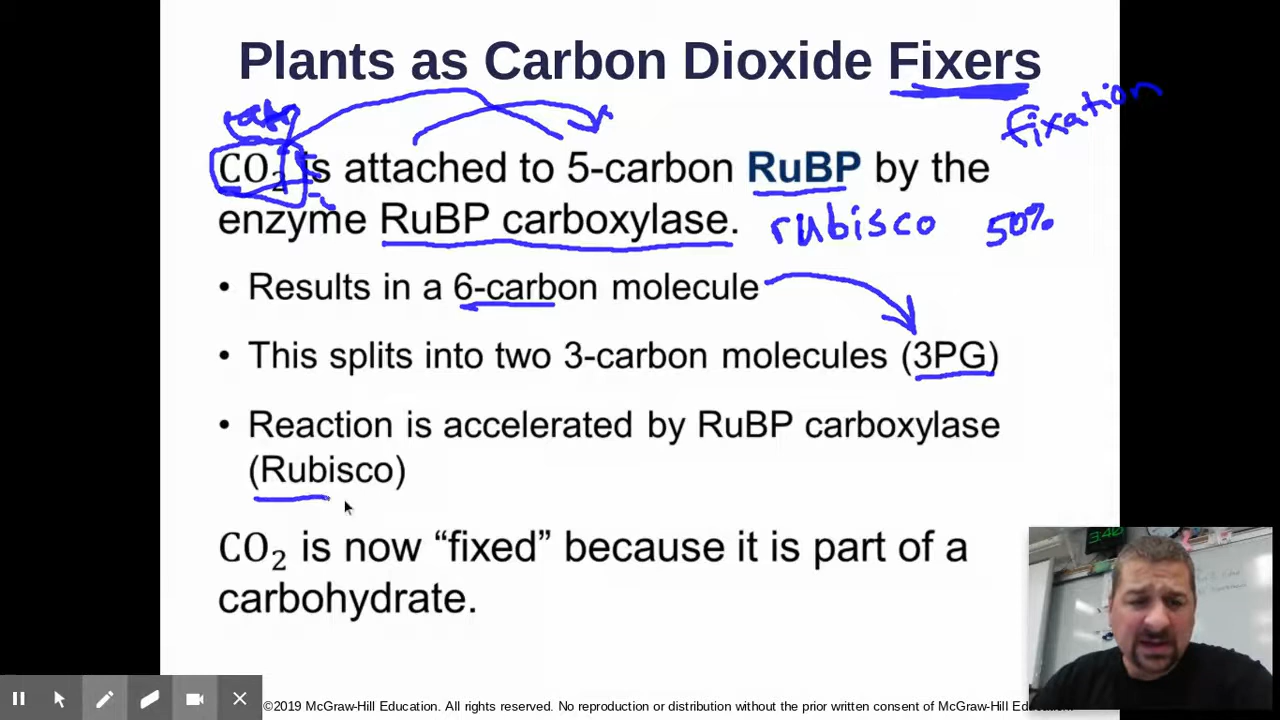 Plants as Carbon Dioxide Fixers
fixation
CO₂ is attached to 5-carbon RuBP by the
enzyme RuBP carboxylase. rubisco 50%
• Results in a 6-carbon molecule
• This splits into two 3-carbon molecules (3PG)
• Reaction is accelerated by RuBP carboxylase
(Rubisco)
CO₂ is now “fixed” because it is part of a
carbohydrate.
©2019 McGraw-Hill Education. All rights reserved. No reproduction or distribution without the prior written consent of McGraw-Hill Education.